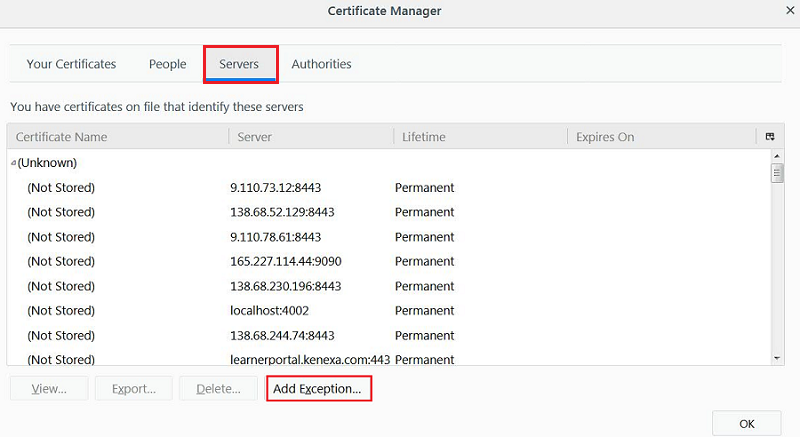 Certificate Manager
Your Certificates People Servers Authorities
You have certificates on file that identify these servers
Certificate Name Server Lifetime Expires On
(Unknown)
(Not Stored) 9.110.73.12:8443 Permanent
(Not Stored) 138.68.52.129:8443 Permanent
(Not Stored) 9.110.78.61:8443 Permanent
(Not Stored) 165.227.114.44:9090 Permanent
(Not Stored) 138.68.230.196:8443 Permanent
(Not Stored) localhost:4002 Permanent
(Not Stored) 138.68.244.74:8443 Permanent
(Not Stored) learnerportal.kenexa.com:443 Permanent
View... Export... Delete... Add Exception...
OK